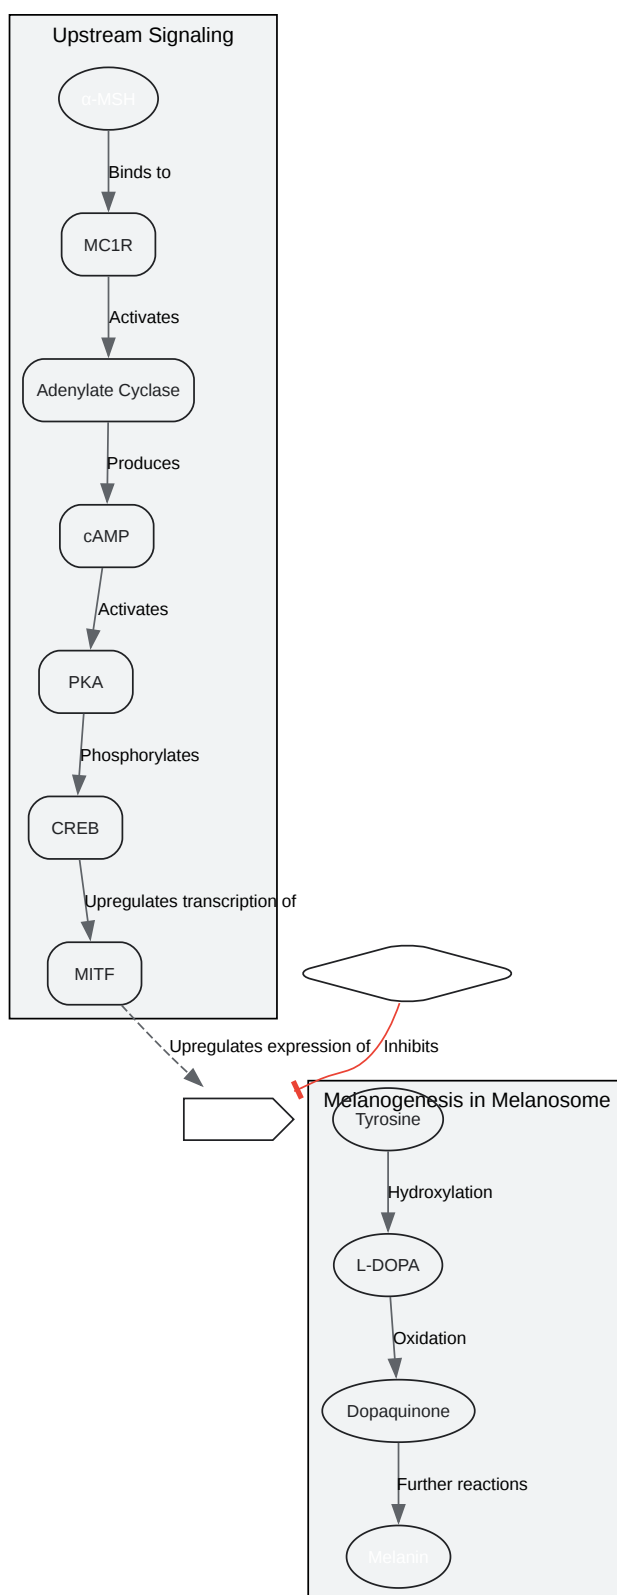 Upstream Signaling
α-MSH
Binds to
MC1R
Activates
Adenylate Cyclase
Produces
cAMP
Activates
PKA
Phosphorylates
CREB
Upregulates transcription of
MITF
Upregulates expression of
Inhibits
Melanogenesis in Melanosome
Tyrosine
Hydroxylation
L-DOPA
Oxidation
Dopaquinone
Further reactions
Melanin